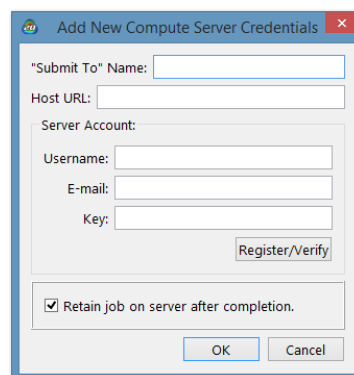 Add New Compute Server Credentials
"Submit To" Name:
Host URL:
Server Account:
Username:
E-mail:
Key:
Register/Verify
Retain job on server after completion.
OK Cancel